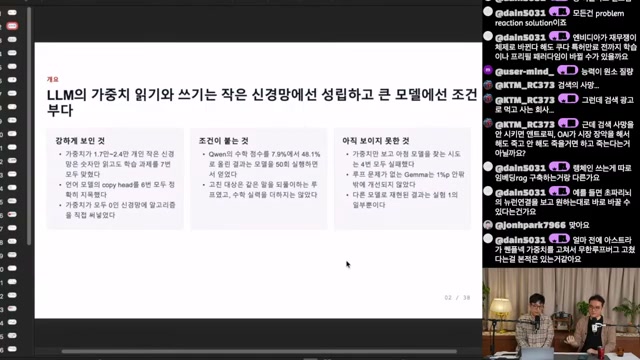 개요
LLM의 가중치 읽기와 쓰기는 작은 신경망에선 성립하고 큰 모델에선 조건
부다
강하게 보인 것
• 가중치가 1.7만~2.4만 개인 작은 신경
망은 숫자만 읽고도 학습 과제를 7번
모두 맞혔다
• 언어 모델의 copy head를 6번 모두 정
확히 지목했다
• 가중치가 모두 0인 신경망에 알고리즘
을 직접 써넣었다
조건이 붙는 것
• Qwen의 수학 점수를 7.9%에서 48.1%
로 올린 결과는 모델을 50회 실행하면
서 얻었다
• 고친 대상은 같은 말을 되풀이하는 루
프였고, 수학 실력을 더하지는 않았다
아직 보이지 못한 것
• 가중치만 보고 아첨 모델을 찾는 시도
는 4번 모두 실패했다
• 루프 문제가 없는 Gemma는 1%p 안팎
밖에 개선되지 않았다
• 다른 모델로 재현된 결과는 실험 1의
일부뿐이다
32 / 38
@dain5031 모든건 problem
reaction solution이죠
@dain5031 엔비디아가 재무쟁이
체제로 바뀐다 해도 쿠다 특허만료 전까지 학습
이나 프리필 패러다임이 바뀔 수가 있을까요
@user-mind_ 능력이 원소 질량
@KTM_RC373 검색의 사망...
@KTM_RC373 그런데 검색 광고
로 먹고 사는 회사...
@KTM_RC373 근데 검색 사망을
안 시키면 앤트로픽, OAI가 시장 장악을 해서
해도 죽고 안 해도 죽을거면 하고 죽는다는거
아닐까요?
@dain5031 랭체인 쓰는게 따로
임베딩rag 구축하는거랑 다른가요
@dain5031 예를 들면 초파리뇌
의 뉴런연결을 보고 원하는대로 바로 바꿀 수
있다는건가요
@jonhpark7966 맞아요
@dain5031 얼마 전에 아스트라
가 퀜풀넷 가중치를 고쳐서 무한루프버그 고쳤
다는걸 본적은 있는거같아요